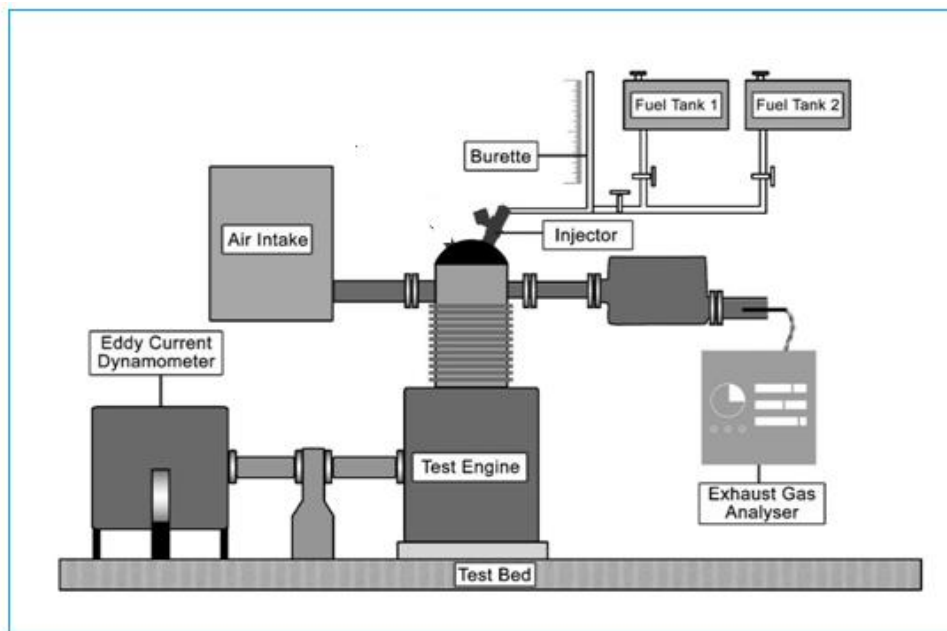 Fuel Tank 1
Fuel Tank 2
Burette
Air Intake
Injector
Eddy Current
Dynamometer
Test Engine
Exhaust Gas
Analyser
Test Bed